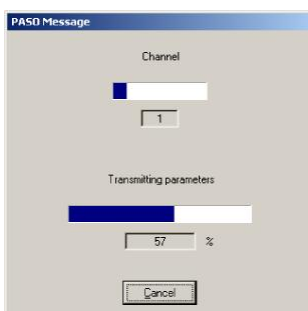 PASO Message
Channel
1
Transmitting parameters
57 %
Cancel